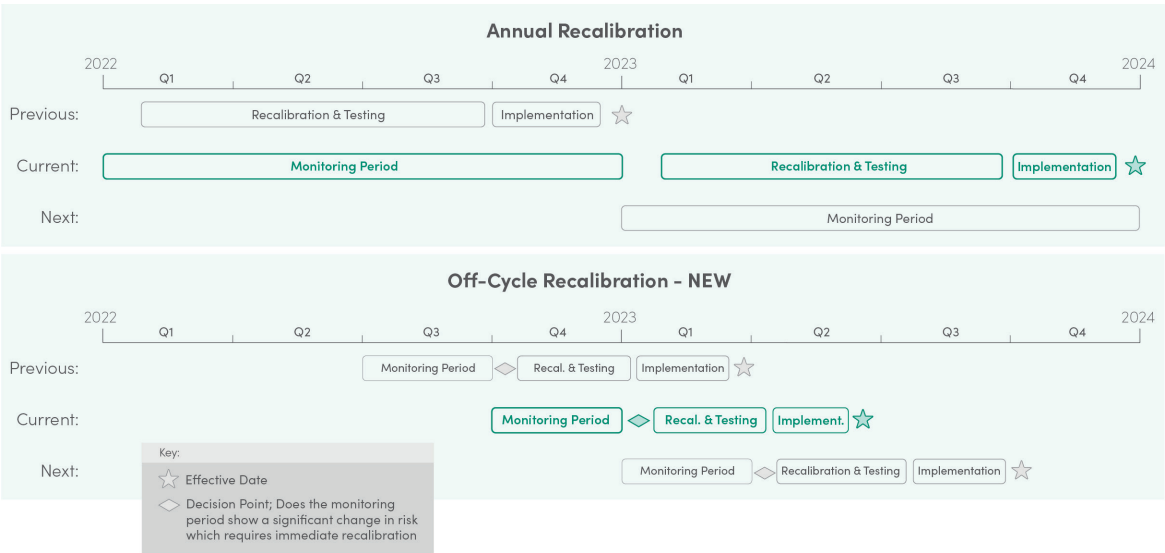 Annual Recalibration
2022 2023 2024
Q1 Q2 Q3 Q4 Q1 Q2 Q3 Q4
Previous: Recalibration & Testing Implementation
Current: Monitoring Period Recalibration & Testing Implementation
Next: Monitoring Period
Off-Cycle Recalibration - NEW
2022 2023 2024
Q1 Q2 Q3 Q4 Q1 Q2 Q3 Q4
Previous: Monitoring Period Recal. & Testing Implementation
Current: Monitoring Period Recal. & Testing Implement.
Next: Monitoring Period Recalibration & Testing Implementation
Key:
Effective Date
Decision Point; Does the monitoring
period show a significant change in risk
which requires immediate recalibration